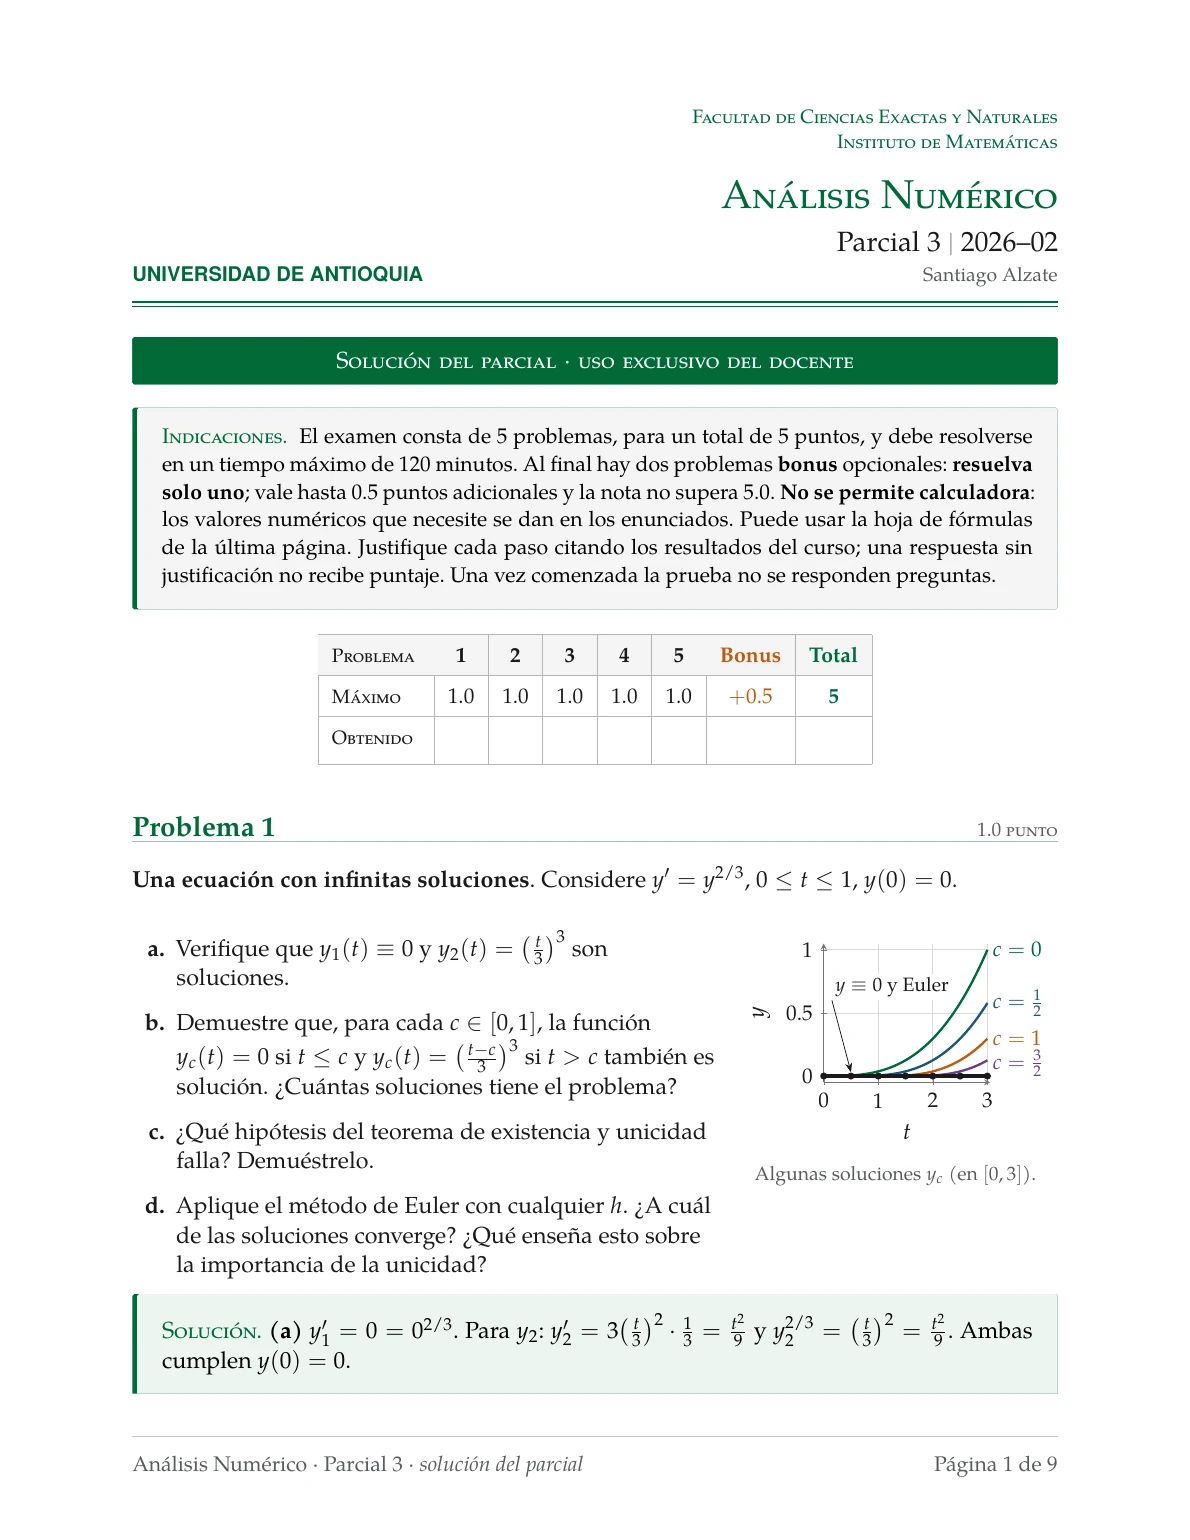 Facultad de Ciencias Exactas y Naturales
Instituto de Matemáticas
Análisis Numérico
Parcial 3 | 2026–02
UNIVERSIDAD DE ANTIOQUIA
Santiago Alzate
Solución del parcial · uso exclusivo del docente
Indicaciones. El examen consta de 5 problemas, para un total de 5 puntos, y debe resolverse
en un tiempo máximo de 120 minutos. Al final hay dos problemas bonus opcionales: resuelva
solo uno; vale hasta 0.5 puntos adicionales y la nota no supera 5.0. No se permite calculadora:
los valores numéricos que necesite se dan en los enunciados. Puede usar la hoja de fórmulas
de la última página. Justifique cada paso citando los resultados del curso; una respuesta sin
justificación no recibe puntaje. Una vez comenzada la prueba no se responden preguntas.
Problema 1 2 3 4 5 Bonus Total
Máximo 1.0 1.0 1.0 1.0 1.0 +0.5 5
Obtenido
Problema 1 1.0 punto
Una ecuación con infinitas soluciones. Considere y′ = y^{2/3}, 0 ≤ t ≤ 1, y(0) = 0.
a. Verifique que y₁(t) ≡ 0 y y₂(t) = (t/3)³ son
soluciones.
b. Demuestre que, para cada c ∈ [0, 1], la función
y_c(t) = 0 si t ≤ c y y_c(t) = ((t−c)/3)³ si t > c también es
solución. ¿Cuántas soluciones tiene el problema?
c. ¿Qué hipótesis del teorema de existencia y unicidad
falla? Demuéstrelo.
d. Aplique el método de Euler con cualquier h. ¿A cuál
de las soluciones converge? ¿Qué enseña esto sobre
la importancia de la unicidad?
1
0.5
0
y
y ≡ 0 y Euler
c = 0
c = 1/2
c = 1
c = 3/2
0 1 2 3
t
Algunas soluciones y_c (en [0, 3]).
Solución. (a) y₁′ = 0 = 0^{2/3}. Para y₂: y₂′ = 3(t/3)² · 1/3 = t²/9 y y₂^{2/3} = (t/3)² = t²/9. Ambas
cumplen y(0) = 0.
Análisis Numérico · Parcial 3 · solución del parcial
Página 1 de 9